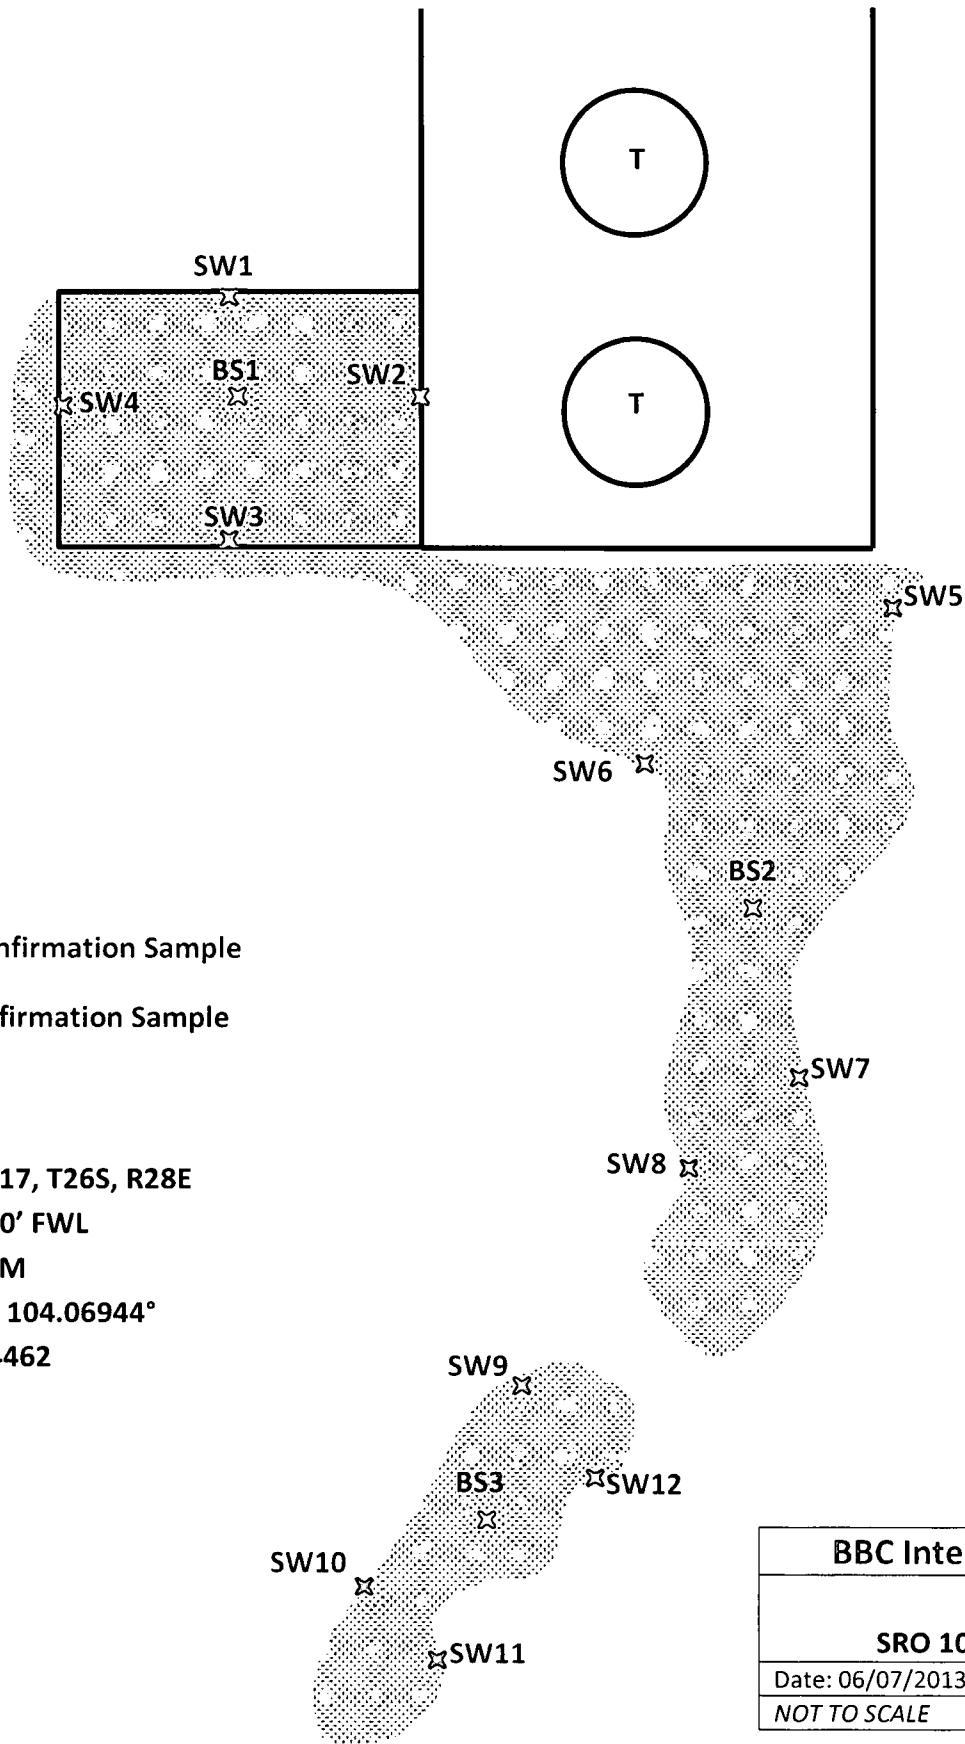 T
SW1
BS1
SW2
SW4
T
SW3
SW5
SW6
BS2
nfirmation Sample
firmation Sample
SW7
SW8
17, T26S, R28E
0' FWL
M
104.06944°
462
SW9
BS3
SW12
SW10
SW11
BBC Inte
SRO 10
Date: 06/07/2013
NOT TO SCALE